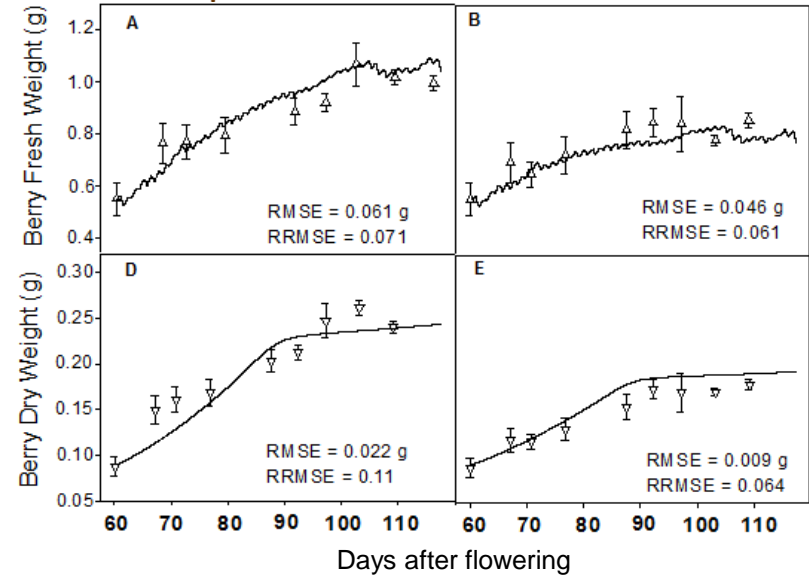 A
B
Berry Fresh Weight (g)
1.2
1.0
0.8
0.6
0.4
RMSE = 0.061 g
RRMSE = 0.071
RMSE = 0.046 g
RRMSE = 0.061
D
E
Berry Dry Weight (g)
0.30
0.25
0.20
0.15
0.10
0.05
RMSE = 0.022 g
RRMSE = 0.11
RMSE = 0.009 g
RRMSE = 0.064
60 70 80 90 100 110
60 70 80 90 100 110
Days after flowering